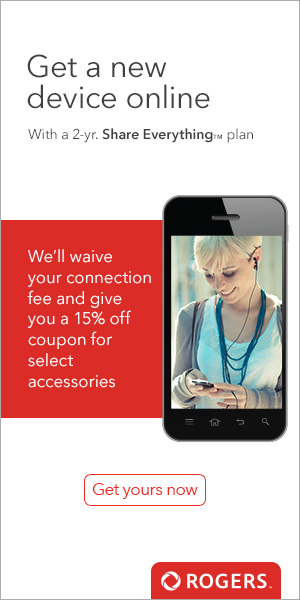 Get a new
device online
With a 2-yr. Share Everything™ plan
We'll waive
your connection
fee and give
you a 15% off
coupon for
select
accessories
Get yours now
ROGERS™